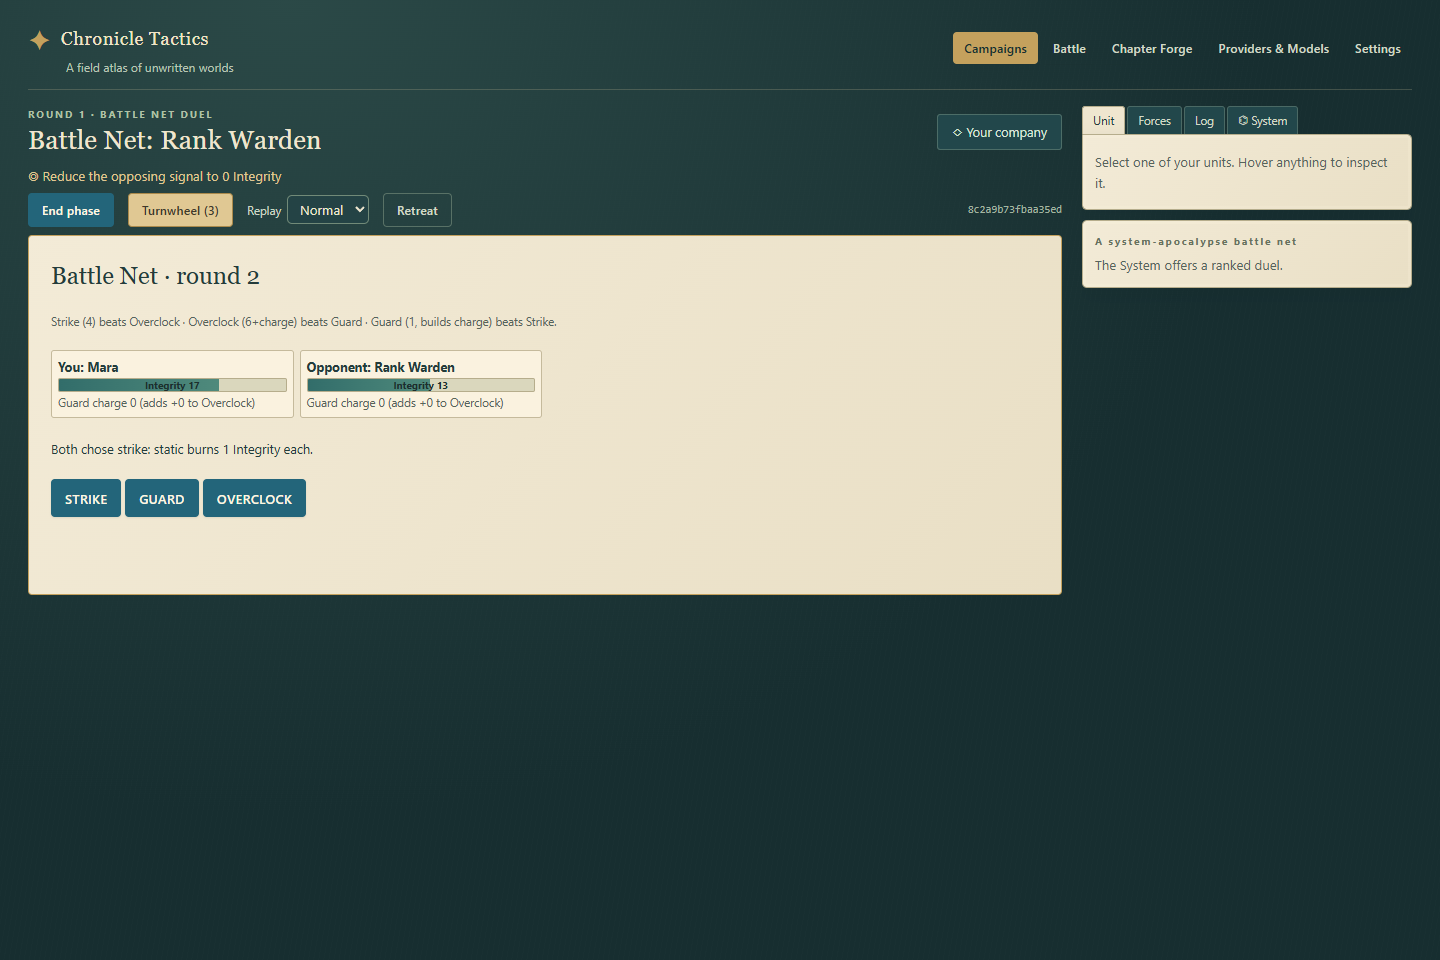 Chronicle Tactics
A field atlas of unwritten worlds
Campaigns
Battle
Chapter Forge
Providers & Models
Settings
ROUND 1 · BATTLE NET DUEL
Battle Net: Rank Warden
◎ Reduce the opposing signal to 0 Integrity
◇ Your company
End phase
Turnwheel (3)
Replay
Normal
Retreat
8c2a9b73fbaa35ed
Battle Net · round 2
Strike (4) beats Overclock · Overclock (6+charge) beats Guard · Guard (1, builds charge) beats Strike.
You: Mara
Integrity 17
Guard charge 0 (adds +0 to Overclock)
Opponent: Rank Warden
Integrity 13
Guard charge 0 (adds +0 to Overclock)
Both chose strike: static burns 1 Integrity each.
STRIKE
GUARD
OVERCLOCK
Unit
Forces
Log
⌬ System
Select one of your units. Hover anything to inspect
it.
A system-apocalypse battle net
The System offers a ranked duel.